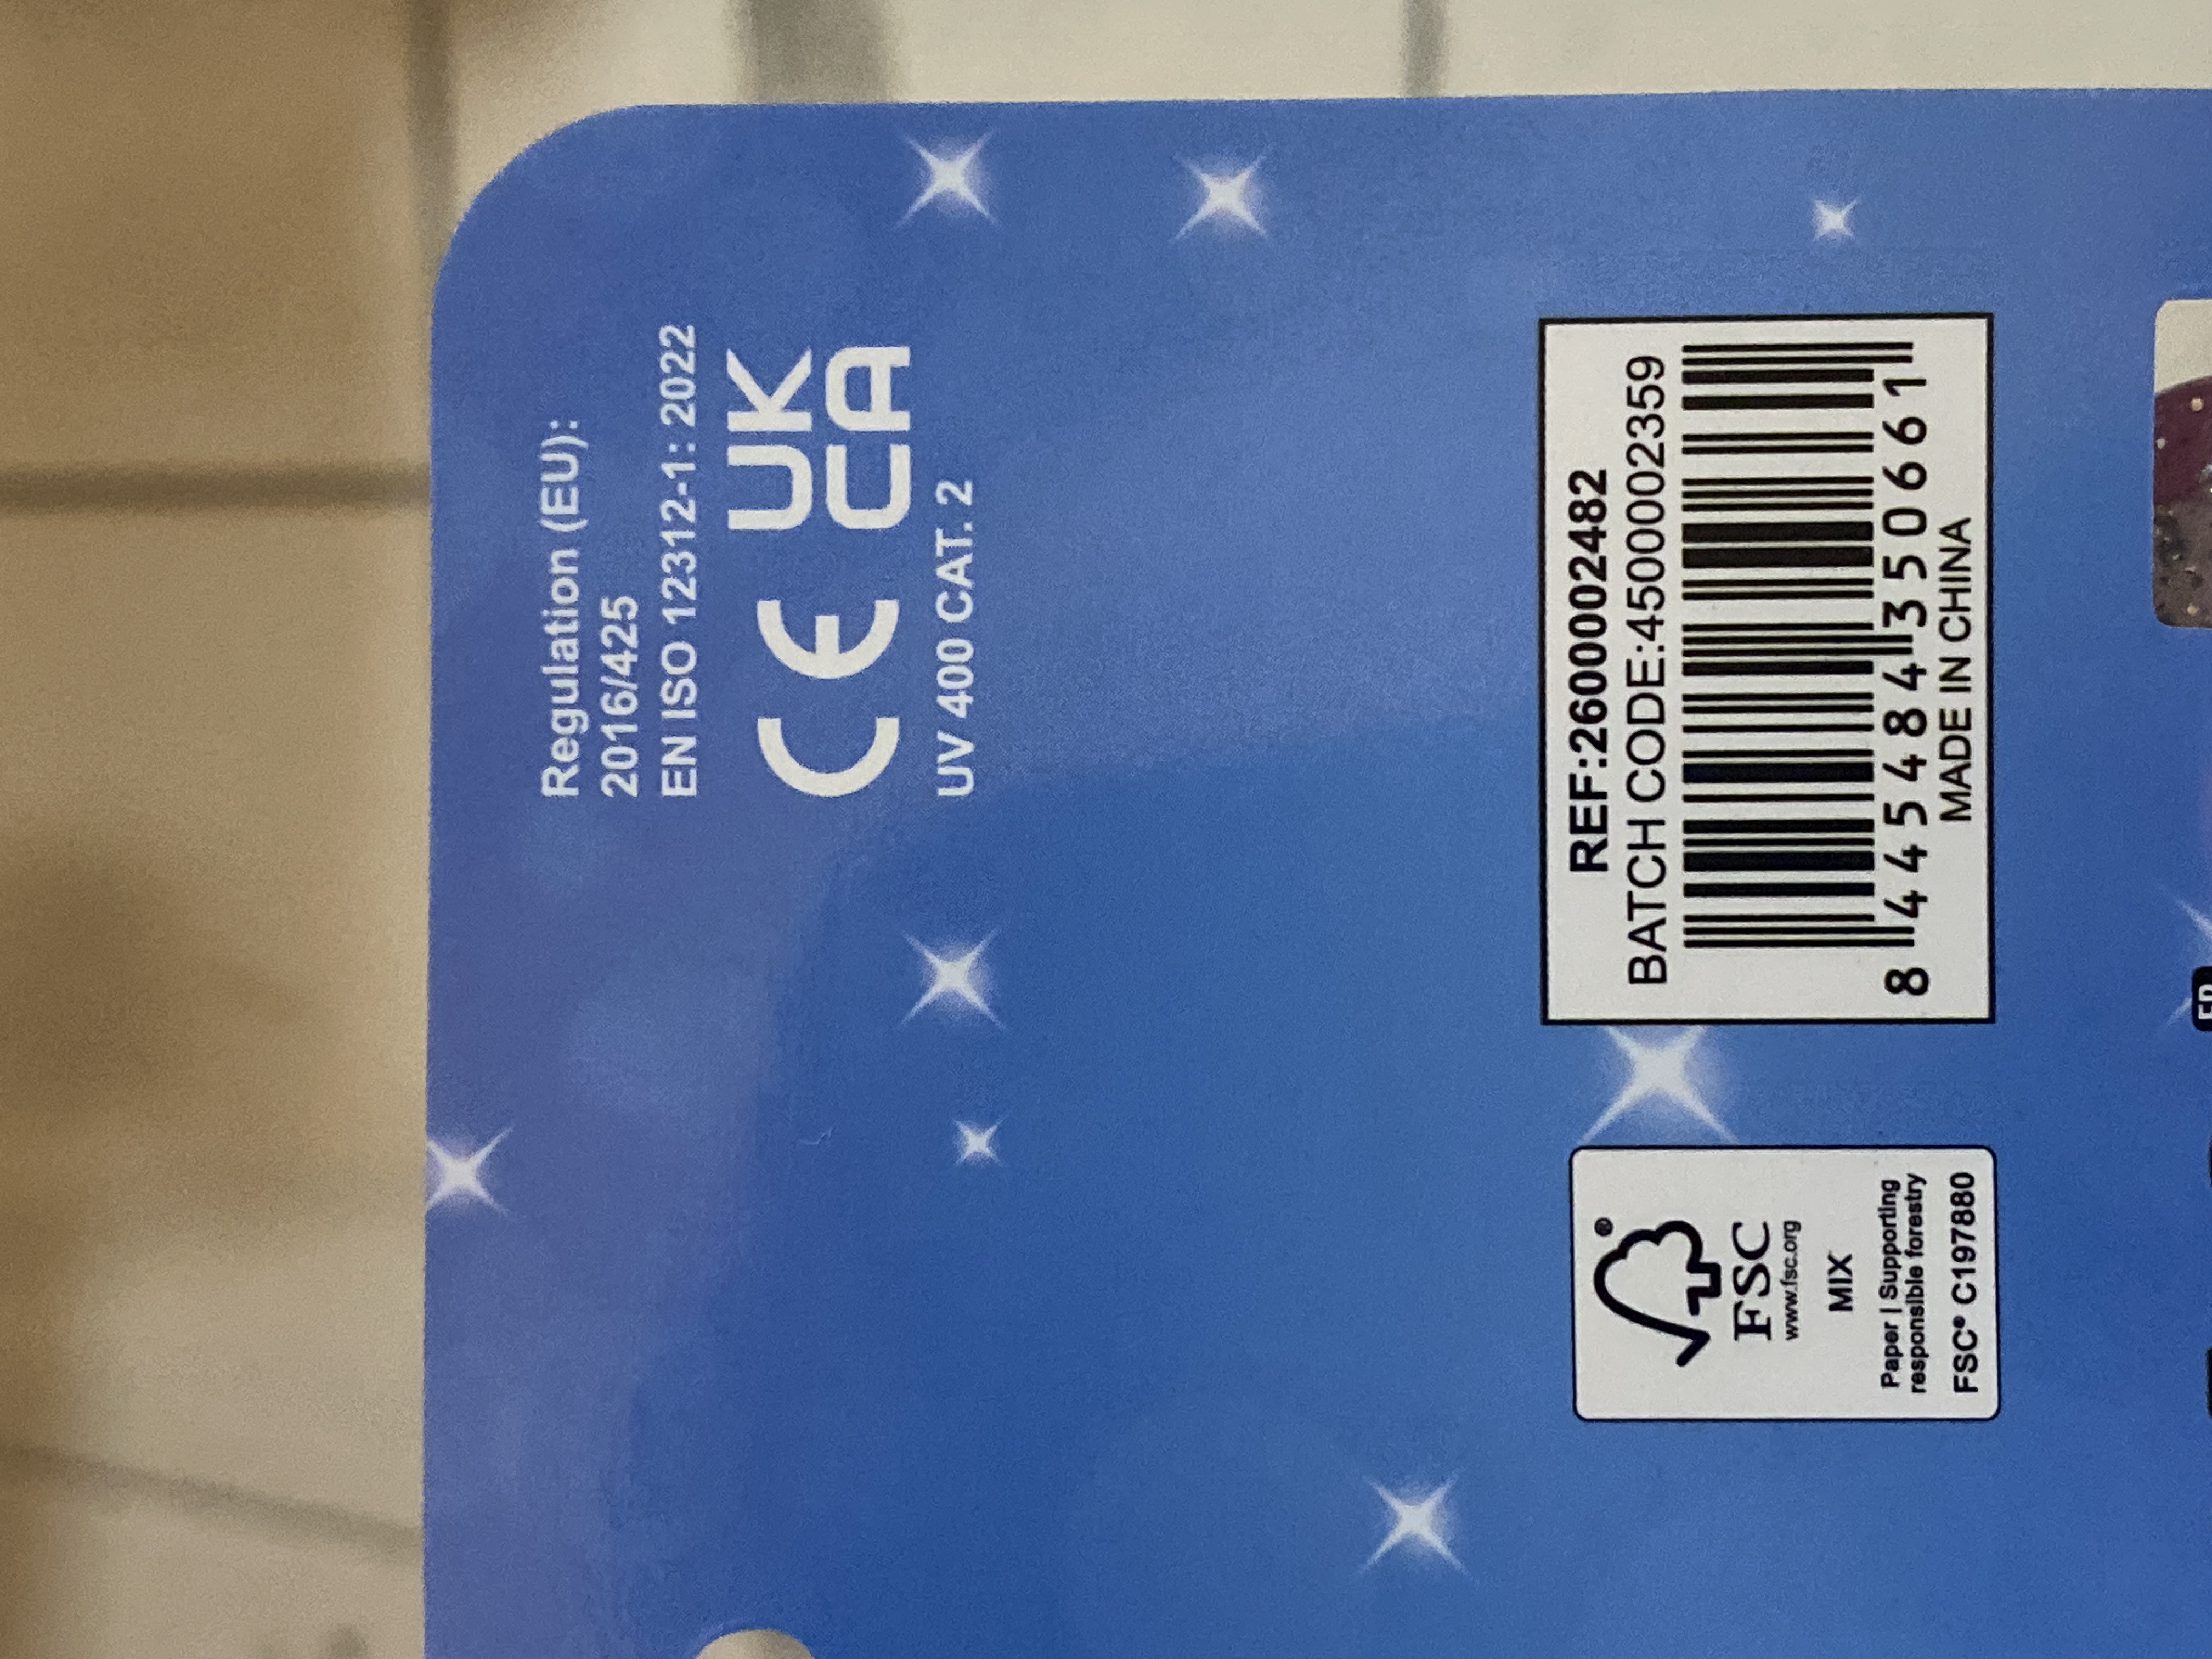 Regulation (EU):
2016/425
EN ISO 12312-1: 2022
CE UK
CA
UV 400 CAT. 2
FSC
www.fsc.org
MIX
Paper | Supporting
responsible forestry
FSC® C197880
REF:2600002482
BATCH CODE:4500002359
8 445484 350661
MADE IN CHINA